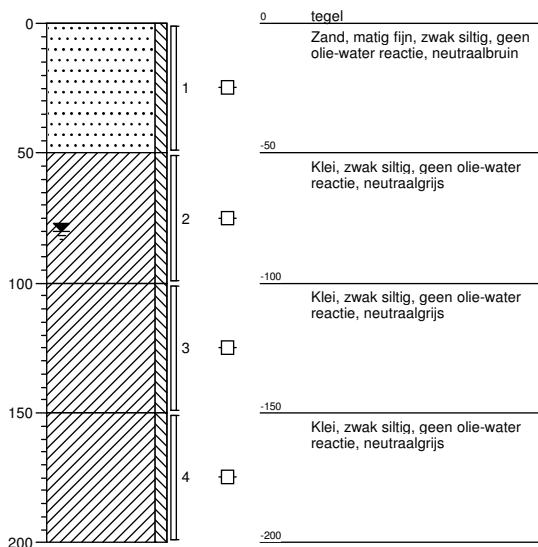 0
50
100
150
200
1
2
3
4
0
tegel
Zand, matig fijn, zwak siltig, geen
olie-water reactie, neutraalbruin
-50
Klei, zwak siltig, geen olie-water
reactie, neutraalgrijs
-100
Klei, zwak siltig, geen olie-water
reactie, neutraalgrijs
-150
Klei, zwak siltig, geen olie-water
reactie, neutraalgrijs
-200